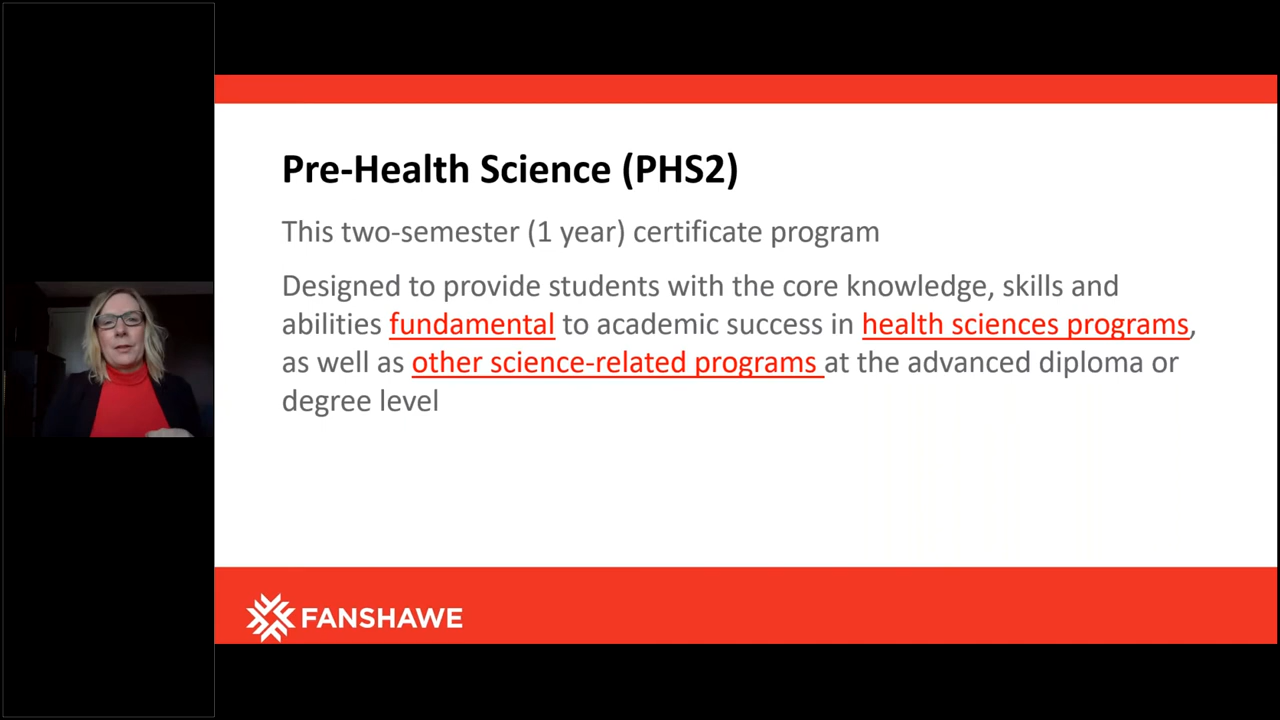 Pre-Health Science (PHS2)
This two-semester (1 year) certificate program
Designed to provide students with the core knowledge, skills and
abilities fundamental to academic success in health sciences programs,
as well as other science-related programs at the advanced diploma or
degree level
FANSHAWE